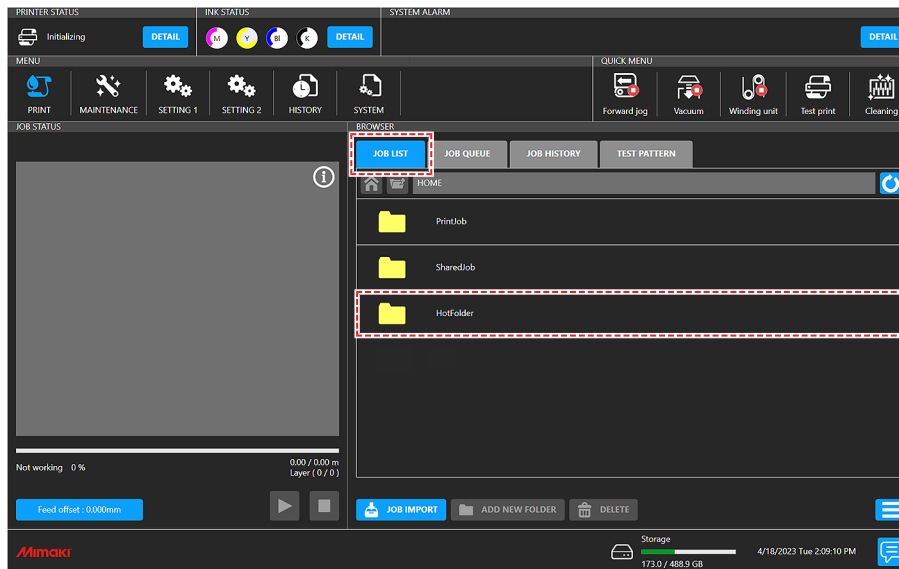 PRINTER STATUS
INK STATUS
SYSTEM ALARM
Initializing
DETAIL
M
Y
Bl
K
DETAIL
DETAIL
MENU
QUICK MENU
PRINT
MAINTENANCE
SETTING 1
SETTING 2
HISTORY
SYSTEM
Forward jog
Vacuum
Winding unit
Test print
Cleaning
JOB STATUS
BROWSER
JOB LIST
JOB QUEUE
JOB HISTORY
TEST PATTERN
HOME
PrintJob
SharedJob
HotFolder
Not working 0 %
0.00 / 0.00 m
Layer ( 0 / 0 )
Feed offset : 0.000mm
JOB IMPORT
ADD NEW FOLDER
DELETE
Mimaki
Storage
173.0 / 488.9 GB
4/18/2023 Tue 2:09:10 PM